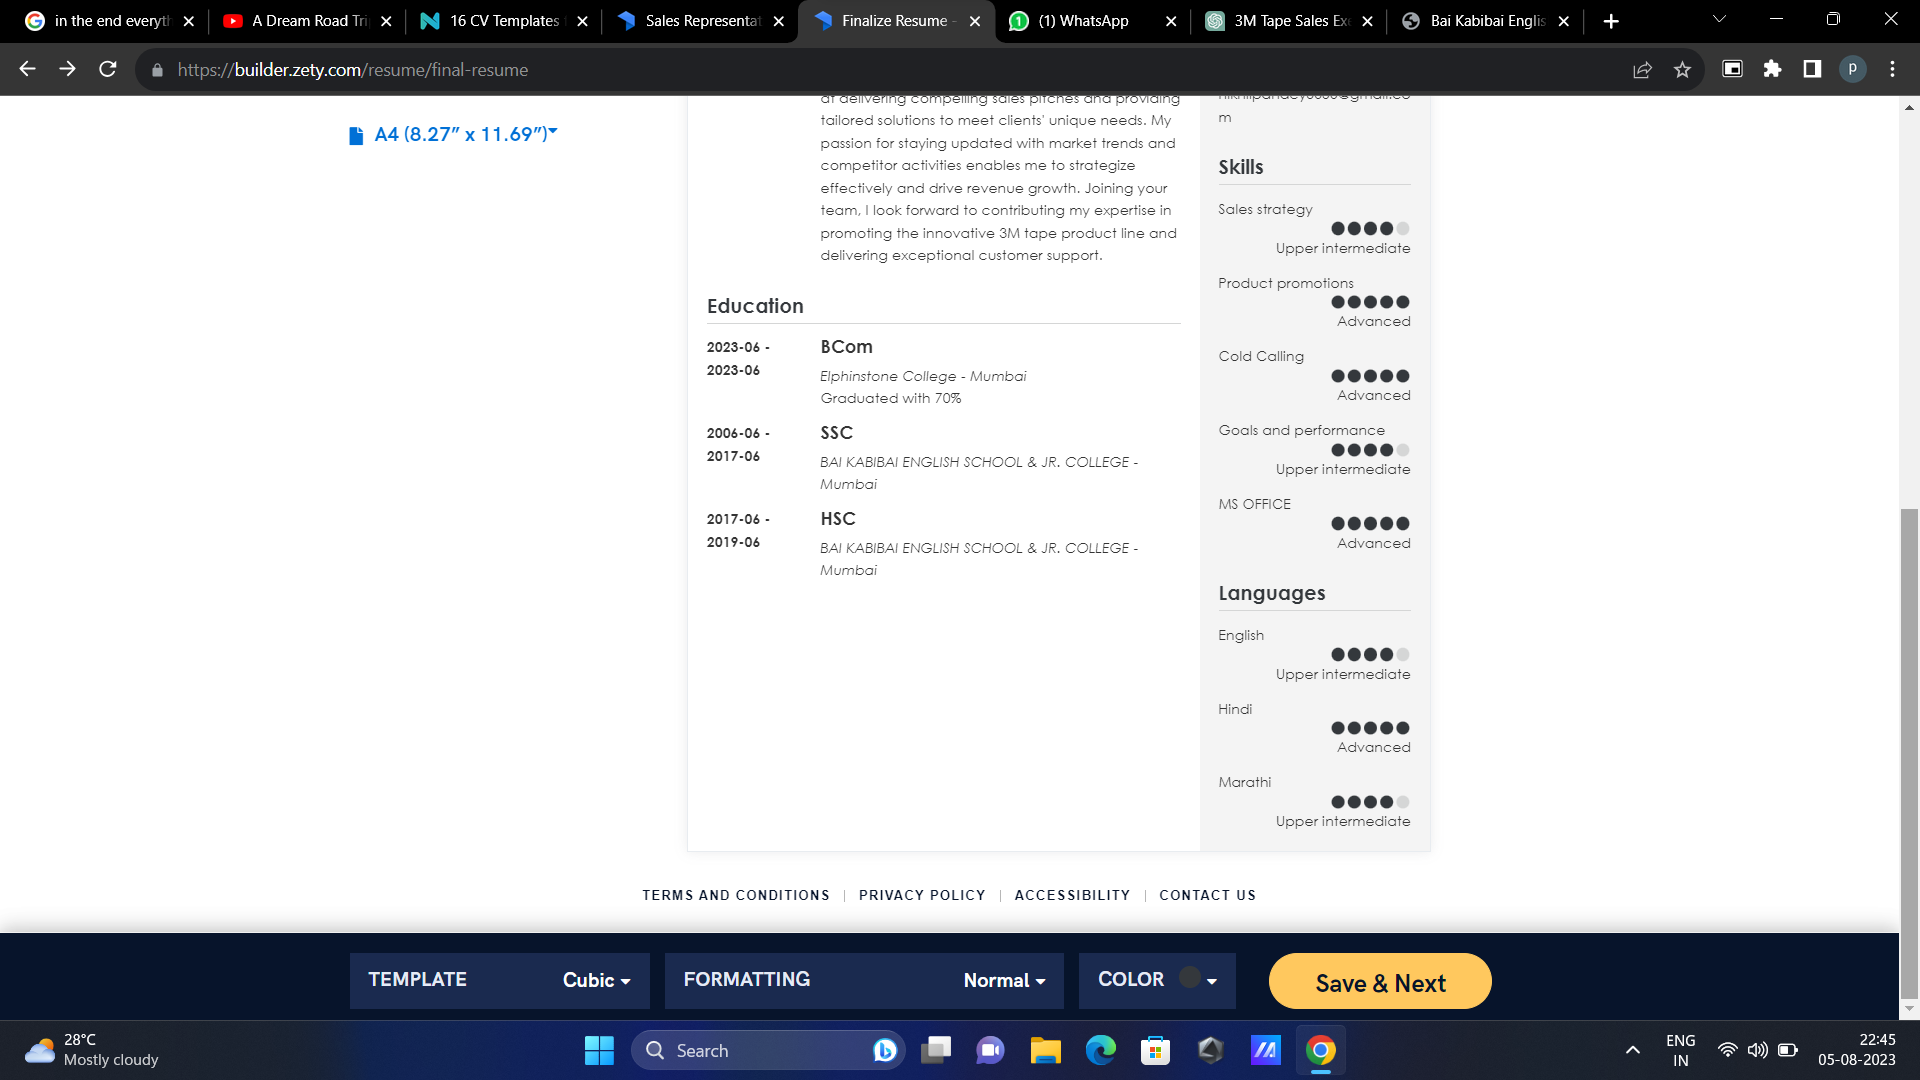 in the end everyth
A Dream Road Tri
16 CV Templates
Sales Representat
Finalize Resume -
(1) WhatsApp
3M Tape Sales Ex
Bai Kabibai Englis
https://builder.zety.com/resume/final-resume
p
A4 (8.27” x 11.69”)
at delivering compelling sales pitches and providing
tailored solutions to meet clients' unique needs. My
passion for staying updated with market trends and
competitor activities enables me to strategize
effectively and drive revenue growth. Joining your
team, I look forward to contributing my expertise in
promoting the innovative 3M tape product line and
delivering exceptional customer support.
Education
2023-06 -
2023-06
BCom
Elphinstone College - Mumbai
Graduated with 70%
2006-06 -
2017-06
SSC
BAI KABIBAI ENGLISH SCHOOL & JR. COLLEGE -
Mumbai
2017-06 -
2019-06
HSC
BAI KABIBAI ENGLISH SCHOOL & JR. COLLEGE -
Mumbai
m
Skills
Sales strategy
Upper intermediate
Product promotions
Advanced
Cold Calling
Advanced
Goals and performance
Upper intermediate
MS OFFICE
Advanced
Languages
English
Upper intermediate
Hindi
Advanced
Marathi
Upper intermediate
TERMS AND CONDITIONS | PRIVACY POLICY | ACCESSIBILITY | CONTACT US
TEMPLATE Cubic
FORMATTING Normal
COLOR
Save & Next
28°C
Mostly cloudy
Search
ENG
IN
22:45
05-08-2023